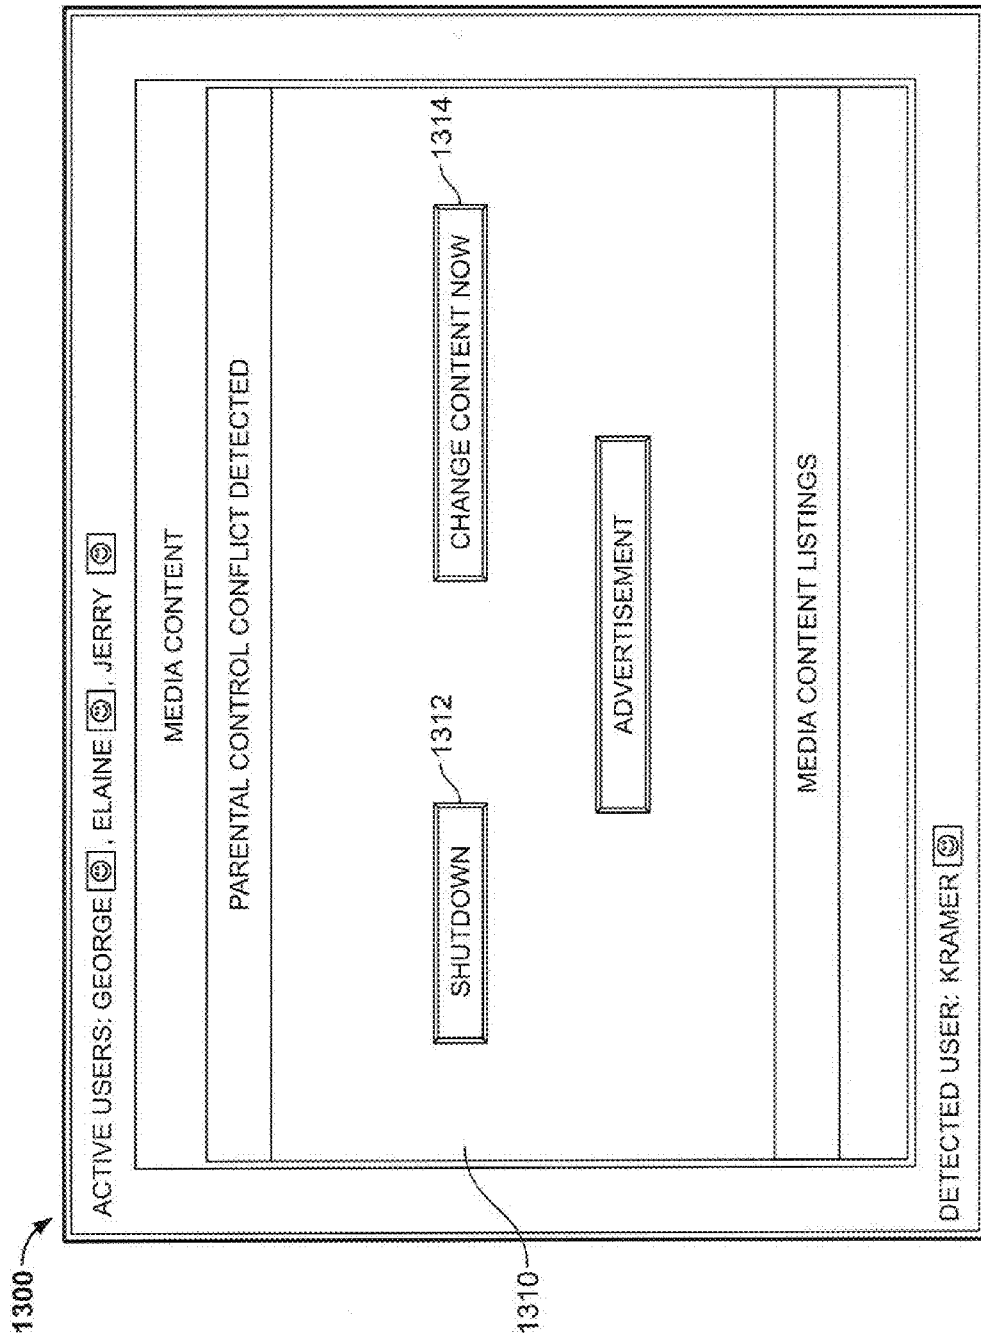 1300
ACTIVE USERS: GEORGE ☺, ELAINE ☺, JERRY ☺
MEDIA CONTENT
PARENTAL CONTROL CONFLICT DETECTED
1312
1314
SHUTDOWN
CHANGE CONTENT NOW
1310
ADVERTISEMENT
MEDIA CONTENT LISTINGS
DETECTED USER: KRAMER ☺